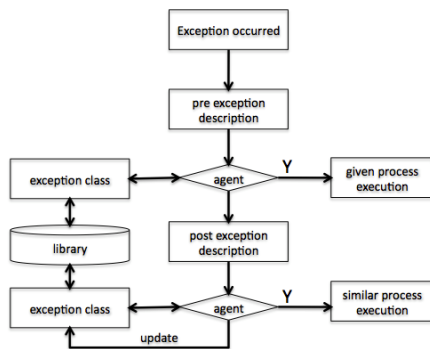 Exception occurred
pre exception
description
exception class
agent
Y
given process
execution
library
post exception
description
exception class
agent
Y
similar process
execution
update